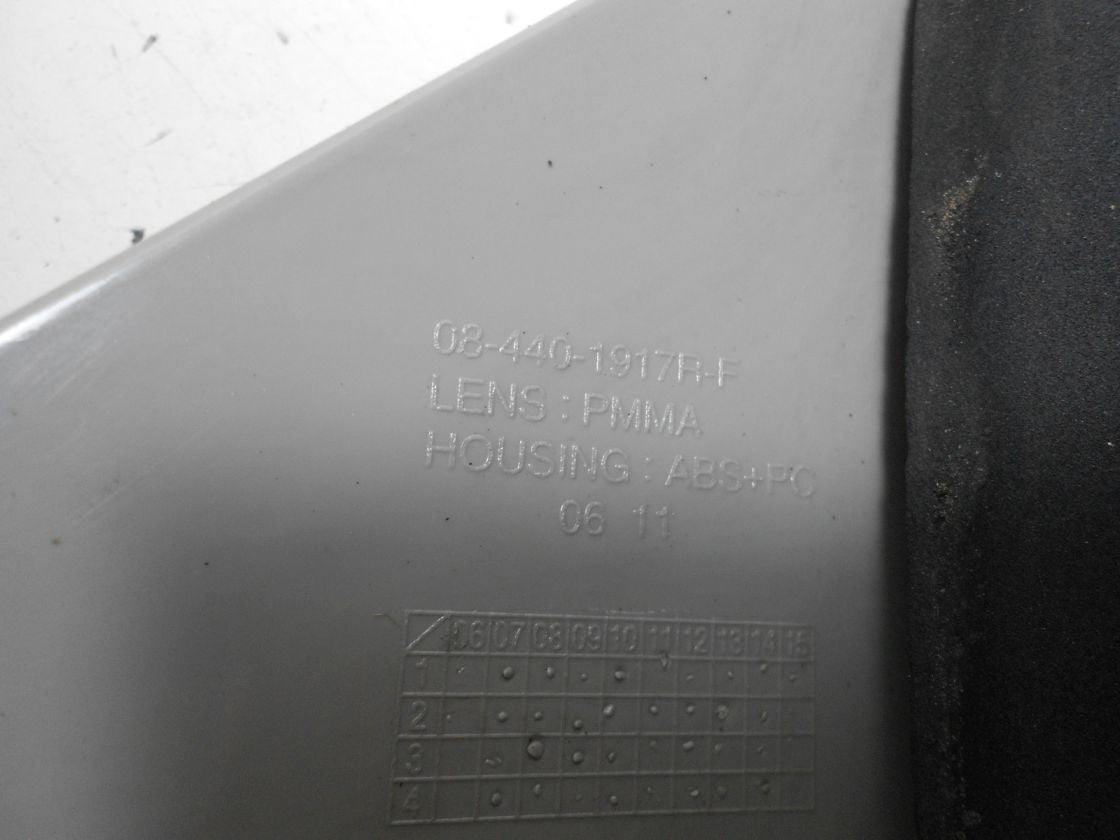 08-440-1917R-F
LENS : PMMA
HOUSING : ABS+PC
06 11
06 07 08 09 10 11 12 13 14 15
1
2
3
4